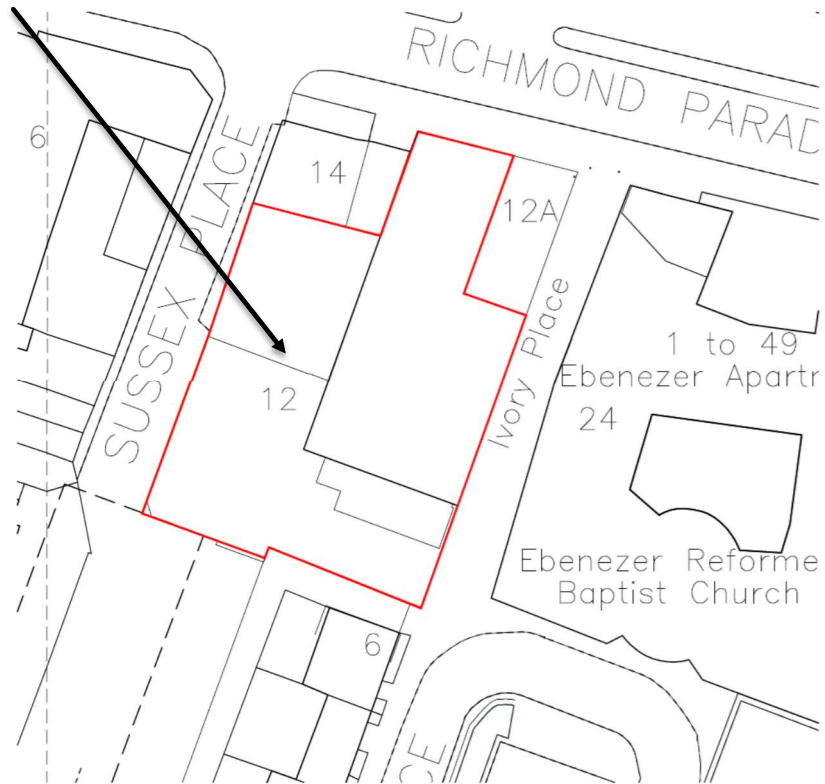 RICHMOND PARAD
6
SUSSEX PLACE
14
12A
Ivory Place
1 to 49
Ebenezer Apartr
12
24
Ebenezer Reforme
Baptist Church
6
CE